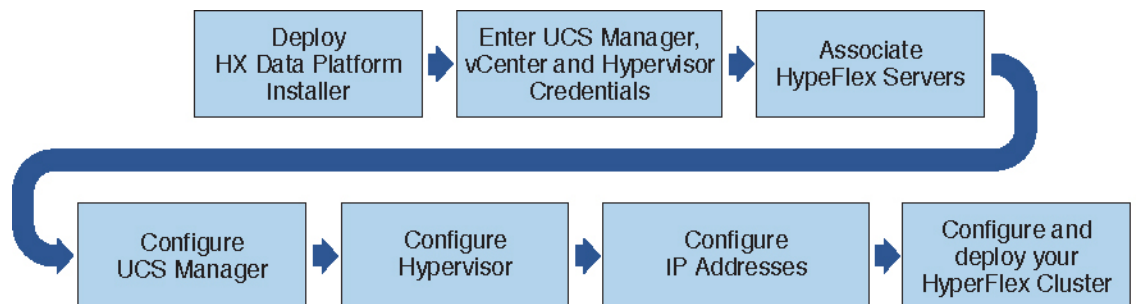 Deploy
HX Data Platform
Installer
Enter UCS Manager,
vCenter and Hypervisor
Credentials
Associate
HypeFlex Servers
Configure
UCS Manager
Configure
Hypervisor
Configure
IP Addresses
Configure and
deploy your
HyperFlex Cluster